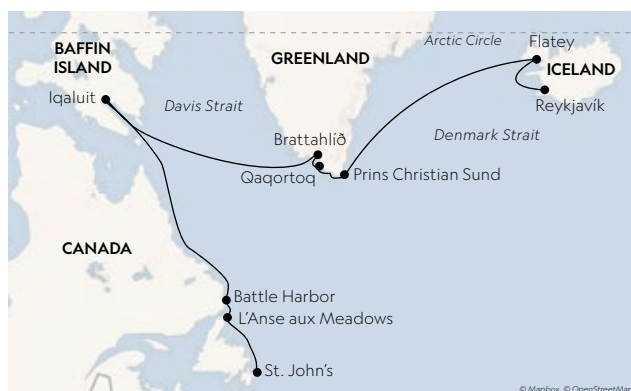 Arctic Circle
Flatey
BAFFIN
ISLAND
GREENLAND
ICELAND
Iqaluit
Davis Strait
Reykjavík
Denmark Strait
Brattahlíð
Qaqortoq
Prins Christian Sund
CANADA
Battle Harbor
L'Anse aux Meadows
St. John's
© Mapbox, © OpenStreetMap